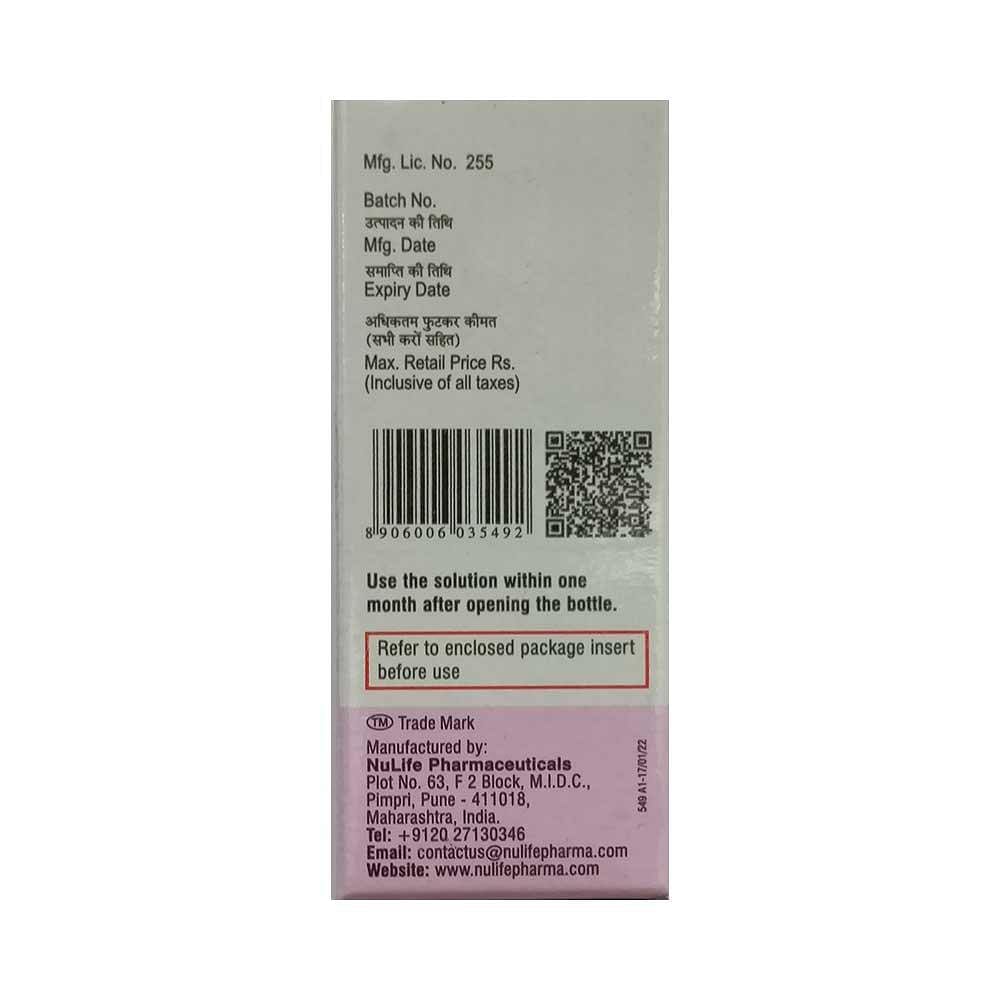 Mfg. Lic. No. 255
Batch No.
उत्पादन की तिथि
Mfg. Date
समाप्ति की तिथि
Expiry Date
अधिकतम फुटकर कीमत
(सभी करों सहित)
Max. Retail Price Rs.
(Inclusive of all taxes)
8 906006 035492
Use the solution within one
month after opening the bottle.
Refer to enclosed package insert
before use
TM Trade Mark
Manufactured by:
NuLife Pharmaceuticals
Plot No. 63, F 2 Block, M.I.D.C.,
Pimpri, Pune - 411018,
Maharashtra, India.
Tel: +9120 27130346
Email: contactus@nulifepharma.com
Website: www.nulifepharma.com
549 A1-17/01/22